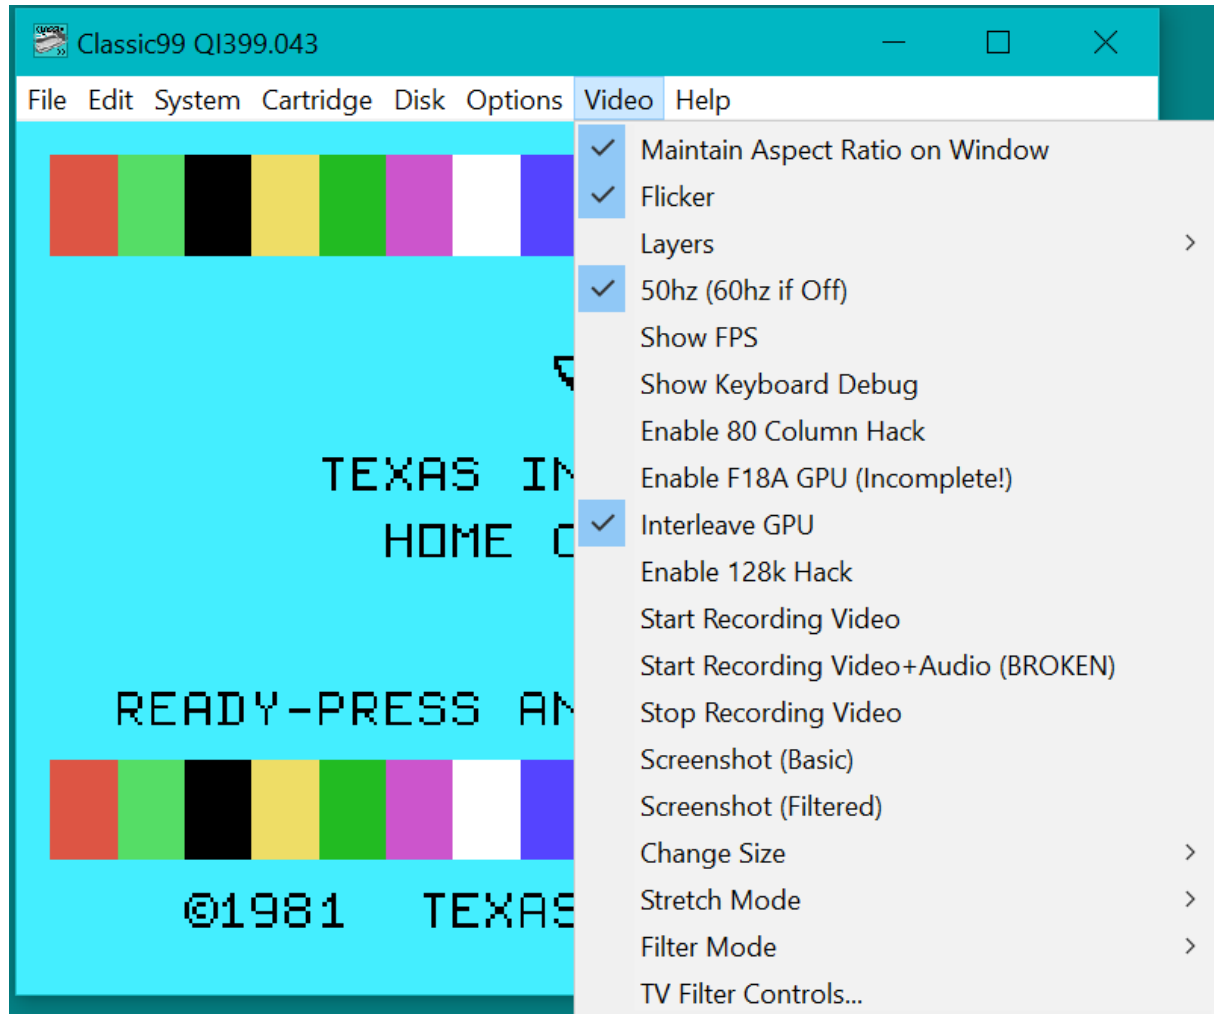 Classic99 QI399.043
File Edit System Cartridge Disk Options Video Help
Maintain Aspect Ratio on Window
Flicker
Layers
50hz (60hz if Off)
Show FPS
Show Keyboard Debug
Enable 80 Column Hack
Enable F18A GPU (Incomplete!)
Interleave GPU
Enable 128k Hack
Start Recording Video
Start Recording Video+Audio (BROKEN)
Stop Recording Video
Screenshot (Basic)
Screenshot (Filtered)
Change Size
Stretch Mode
Filter Mode
TV Filter Controls...
TEXAS IN
HOME C
READY-PRESS AN
©1981 TEXAS